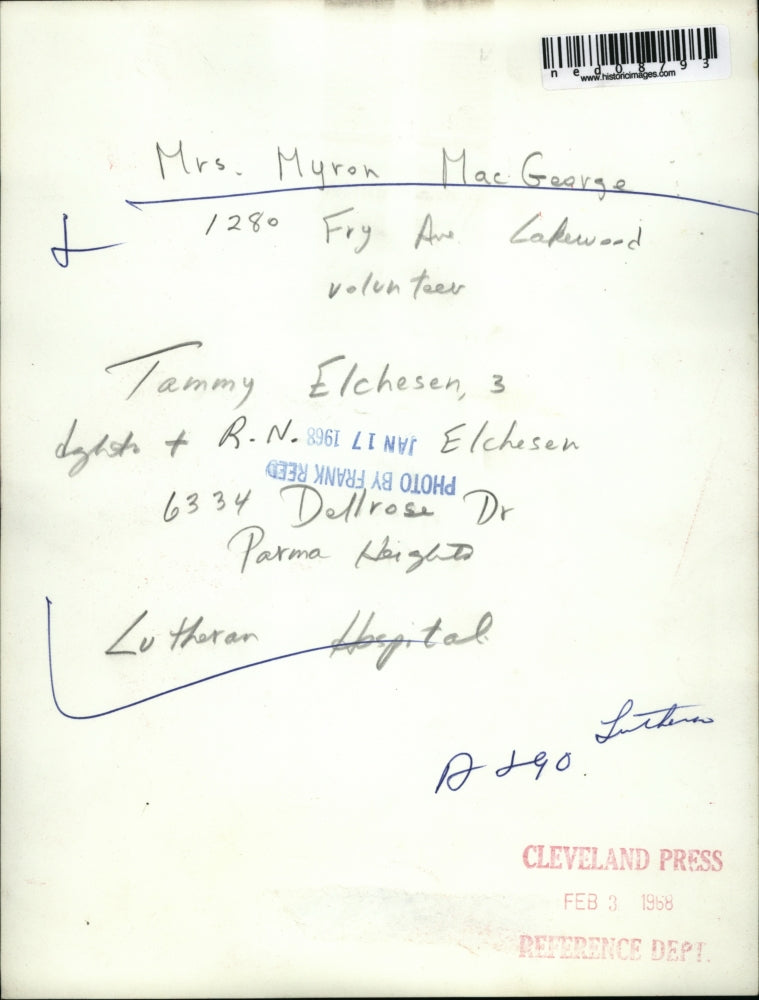 ned08793
www.historicimages.com
Mrs. Myron MacGeorge
1280 Fry Ave Lakewood
volunteer
Tammy Elchesen, 3
R.N. Elchesen
JAN 17 1968
PHOTO BY FRANK REED
6334 Dellrose Dr
Parma Heights
Lutheran Hospital
Lutheran
CLEVELAND PRESS
FEB 3 1968
REFERENCE DEPT.